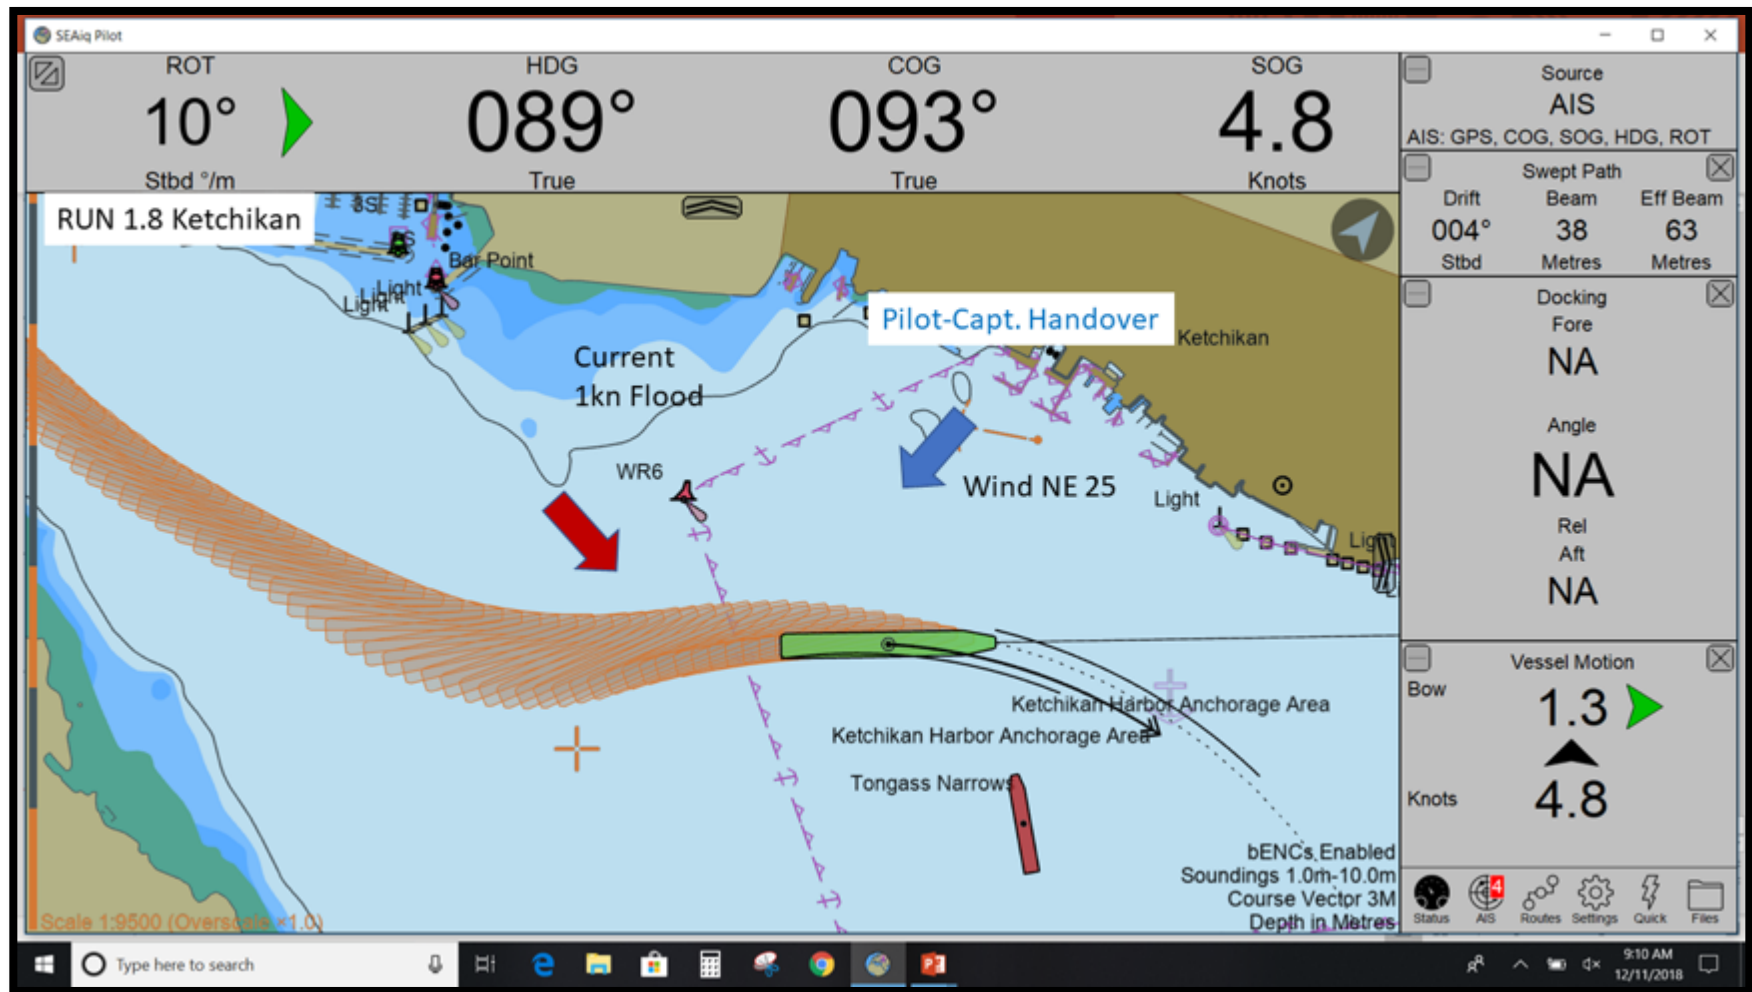 SEAiq Pilot
ROT
10°
Stbd °/m
HDG
089°
True
COG
093°
True
SOG
4.8
Knots
Source
AIS
AIS: GPS, COG, SOG, HDG, ROT
Swept Path
Drift Beam Eff Beam
004° 38 63
Stbd Metres Metres
Docking
Fore
NA
Angle
NA
Rel
Aft
NA
Vessel Motion
Bow
1.3
Knots
4.8
Status AIS Routes Settings Quick Files
4
RUN 1.8 Ketchikan
3S
Bar Point
Light
Light
Pilot-Capt. Handover
Ketchikan
Current
1kn Flood
WR6
Wind NE 25
Light
Ketchikan Harbor Anchorage Area
Ketchikan Harbor Anchorage Area
Tongass Narrows
bENCs Enabled
Soundings 1.0m-10.0m
Course Vector 3M
Depth in Metres
Scale 1:9500 (Overscale ×1.0)
Type here to search
9:10 AM
12/11/2018